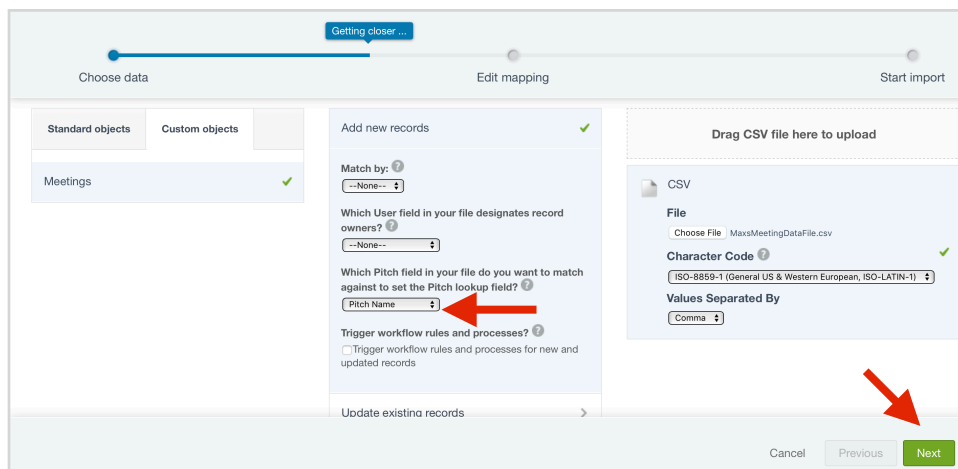 Getting closer ...
Choose data
Edit mapping
Start import
Standard objects
Custom objects
Meetings
Add new records
Match by: ?
--None--
Which User field in your file designates record
owners? ?
--None--
Which Pitch field in your file do you want to match
against to set the Pitch lookup field? ?
Pitch Name
Trigger workflow rules and processes? ?
Trigger workflow rules and processes for new and
updated records
Update existing records
Drag CSV file here to upload
CSV
File
Choose File MaxsMeetingDataFile.csv
Character Code ?
ISO-8859-1 (General US & Western European, ISO-LATIN-1)
Values Separated By
Comma
Cancel
Previous
Next